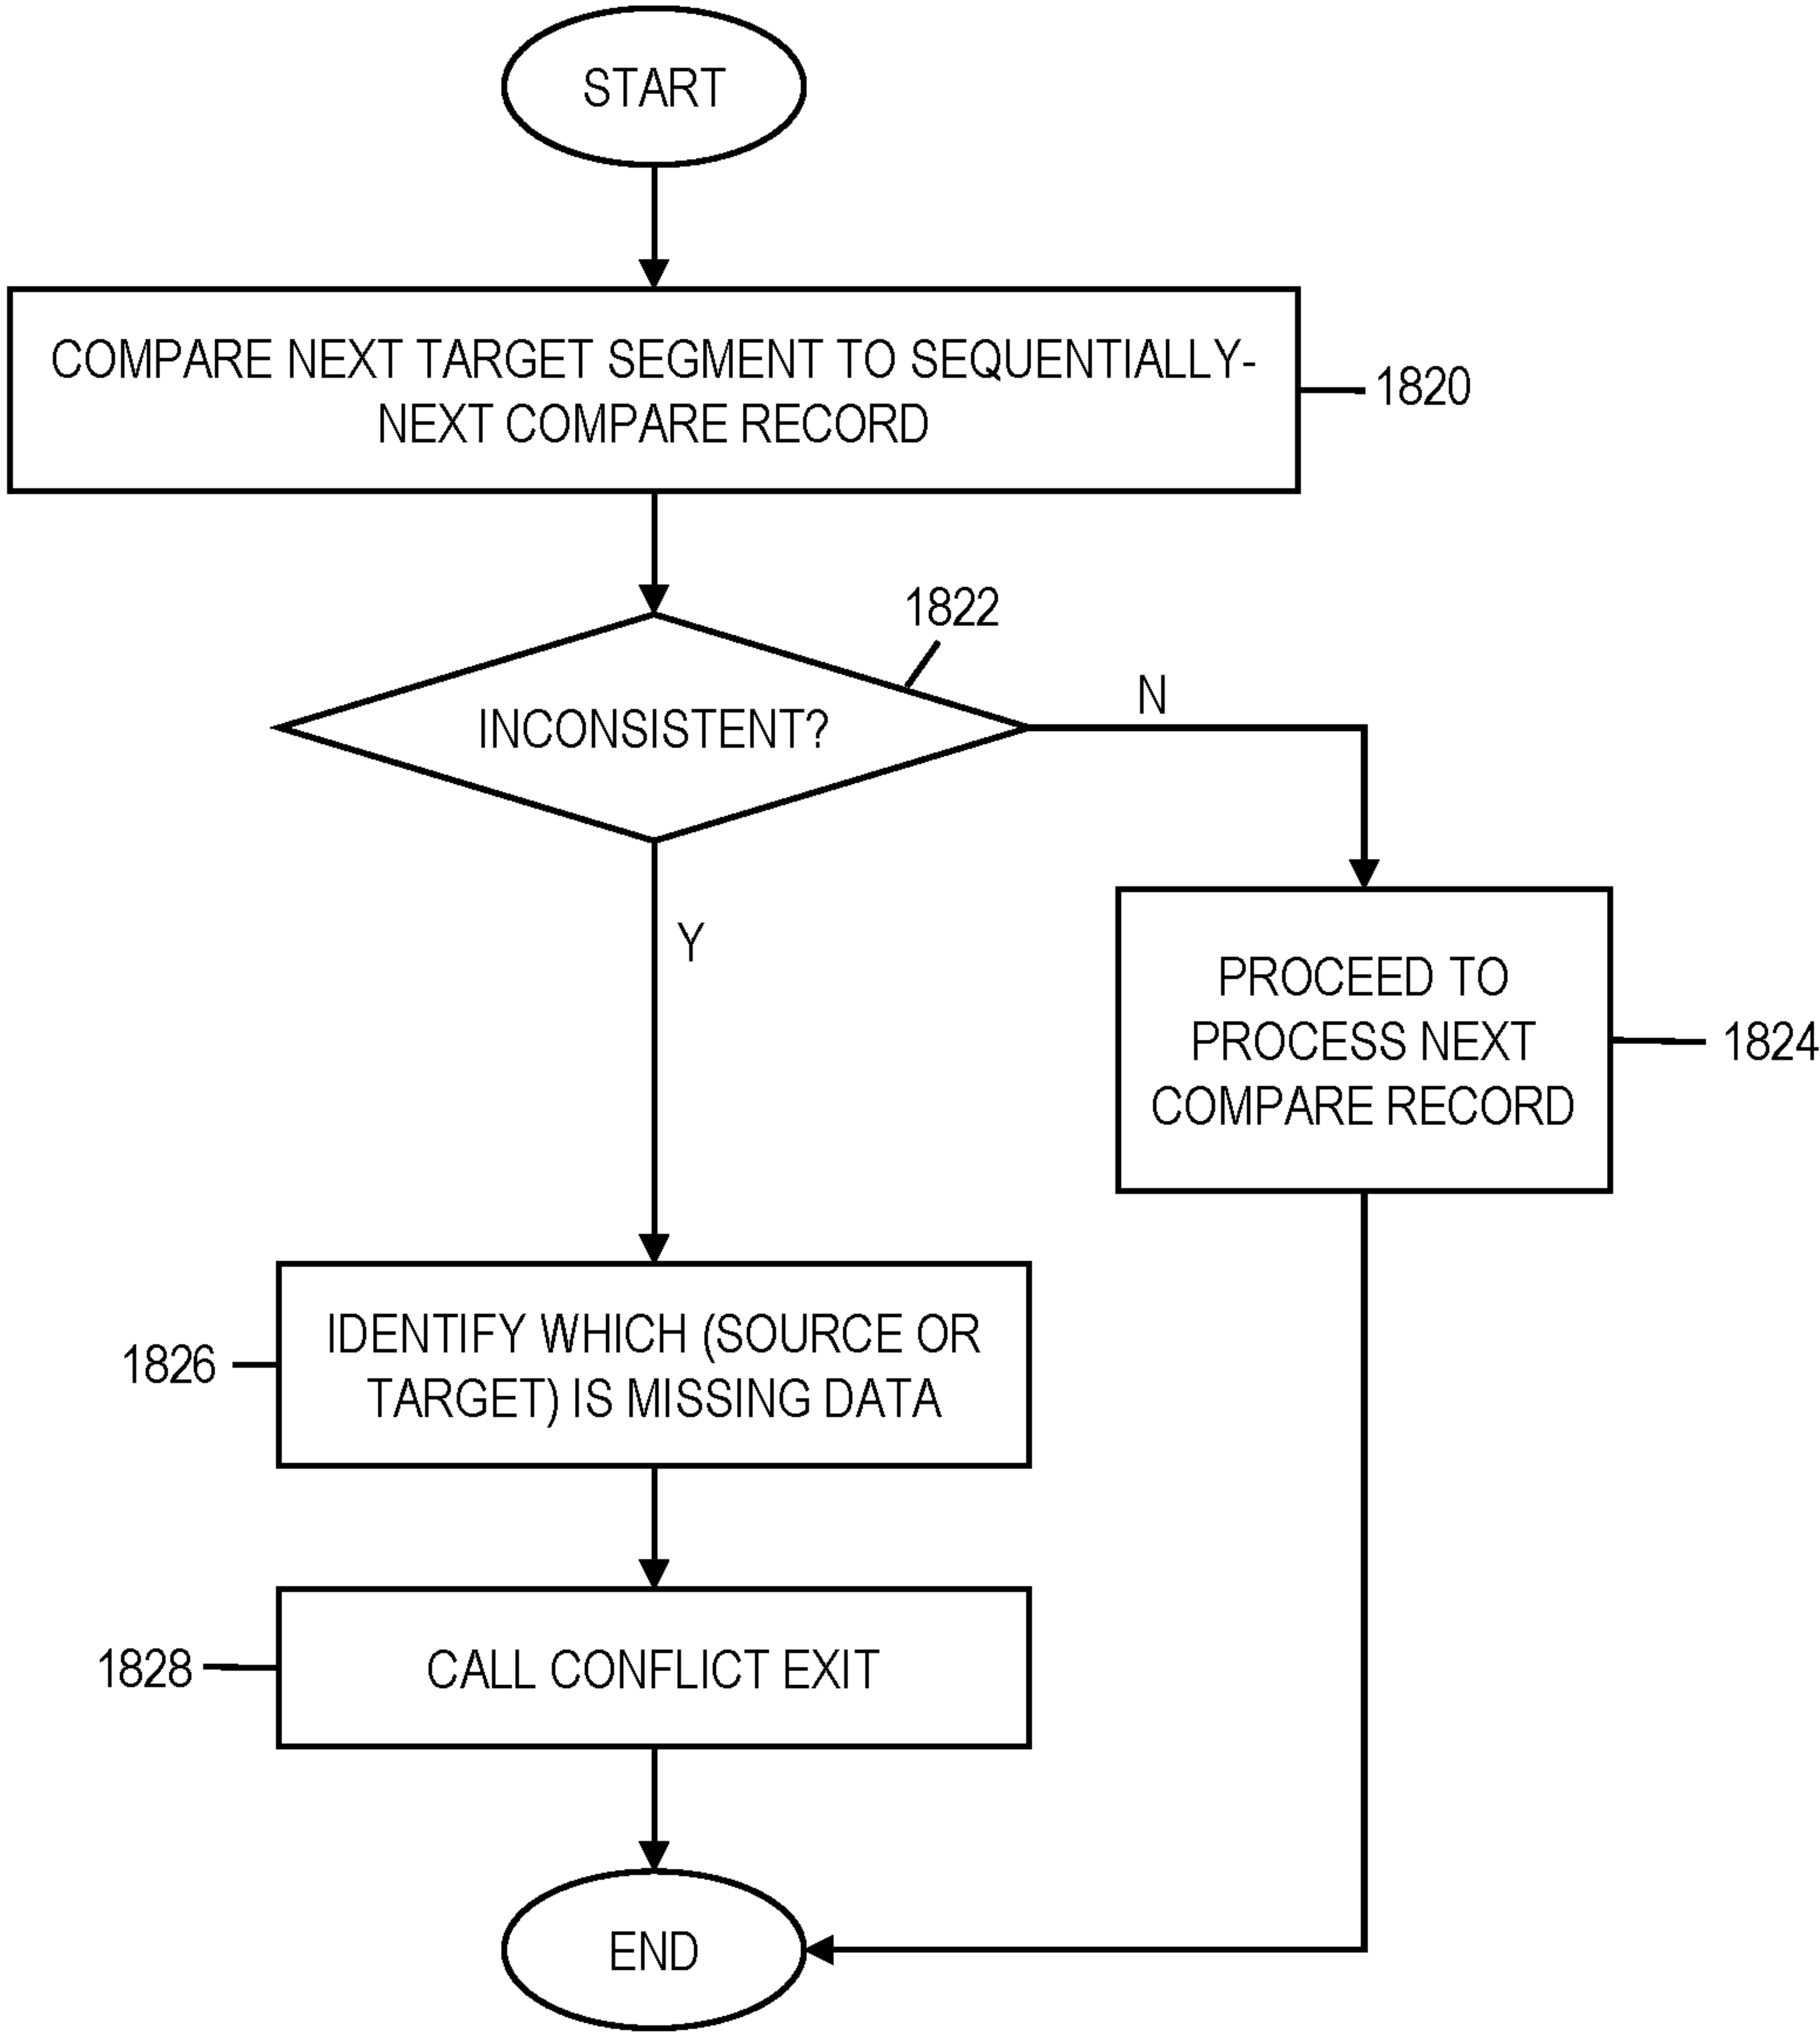 START
COMPARE NEXT TARGET SEGMENT TO SEQUENTIALLY-
NEXT COMPARE RECORD
1820
1822
INCONSISTENT?
N
Y
PROCEED TO
PROCESS NEXT
COMPARE RECORD
1824
IDENTIFY WHICH (SOURCE OR
TARGET) IS MISSING DATA
1826
CALL CONFLICT EXIT
1828
END